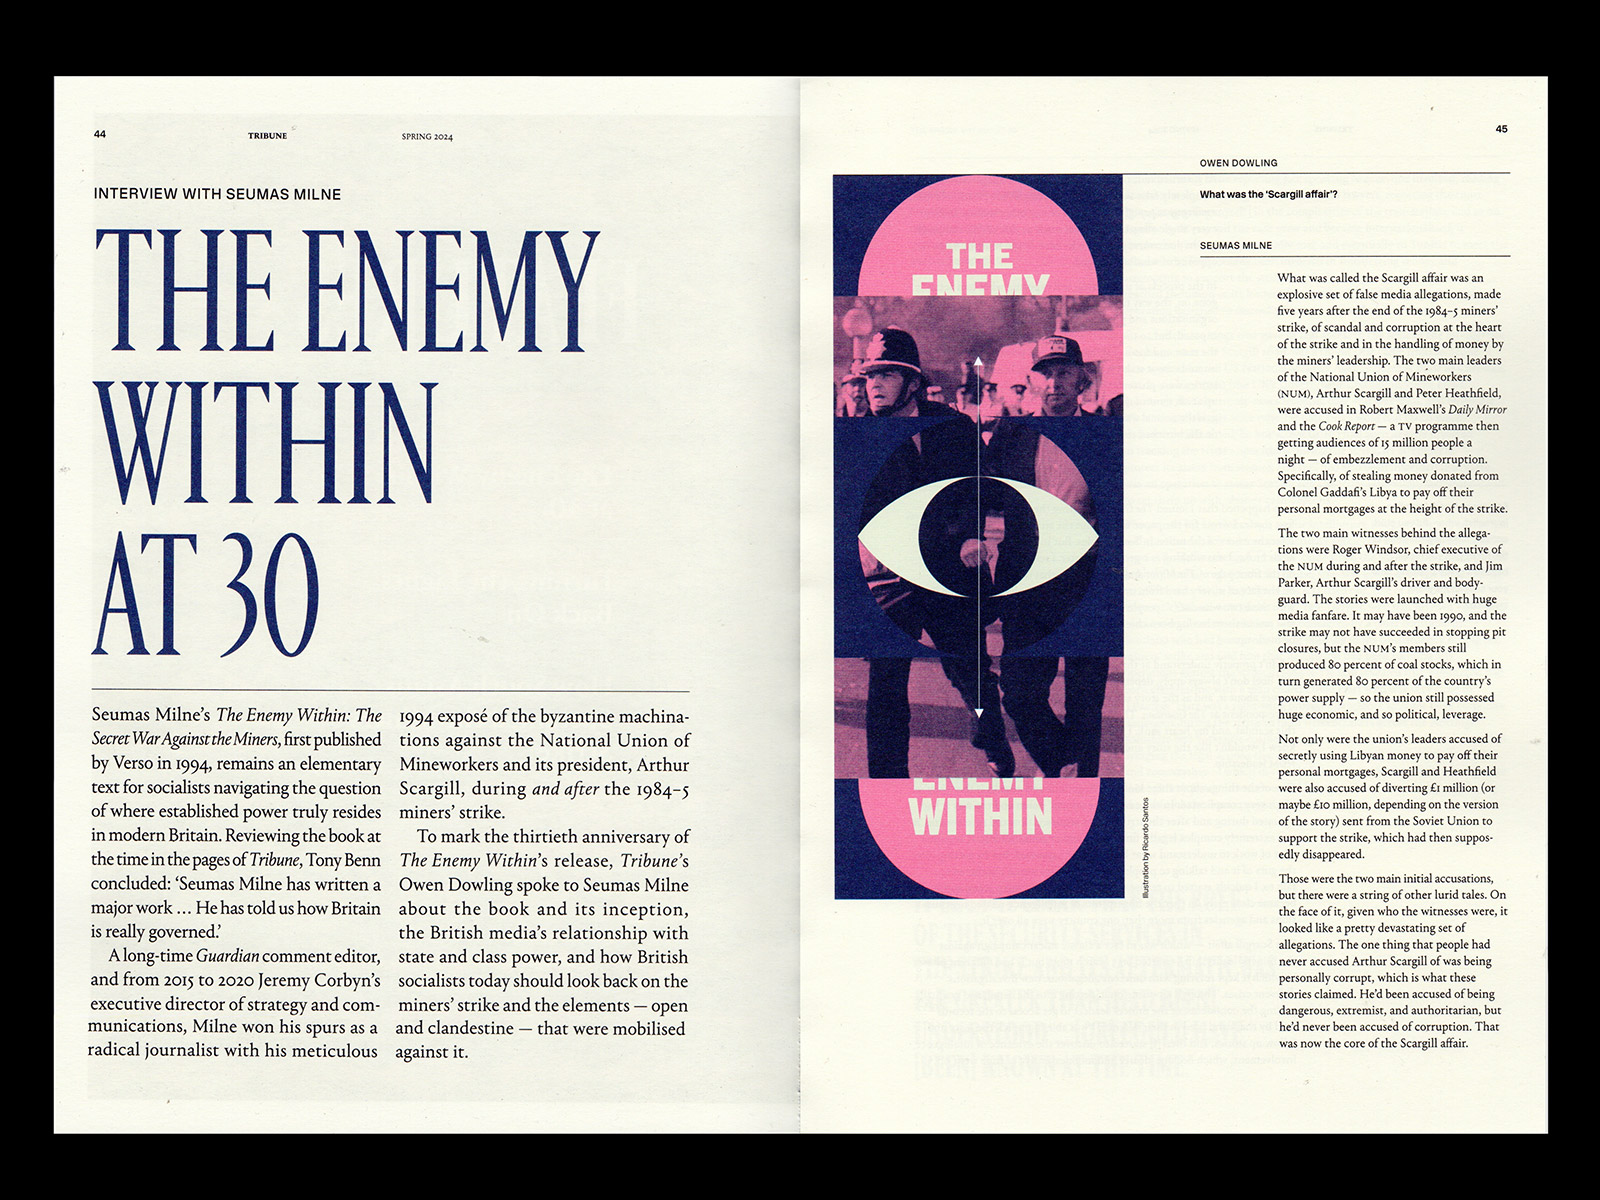 44
TRIBUNE
SPRING 2024
INTERVIEW WITH SEUMAS MILNE
THE ENEMY
WITHIN
AT 30
Seumas Milne’s The Enemy Within: The
Secret War Against the Miners, first published
by Verso in 1994, remains an elementary
text for socialists navigating the question
of where established power truly resides
in modern Britain. Reviewing the book at
the time in the pages of Tribune, Tony Benn
concluded: ‘Seumas Milne has written a
major work … He has told us how Britain
is really governed.’
A long-time Guardian comment editor,
and from 2015 to 2020 Jeremy Corbyn’s
executive director of strategy and com-
munications, Milne won his spurs as a
radical journalist with his meticulous
1994 exposé of the byzantine machina-
tions against the National Union of
Mineworkers and its president, Arthur
Scargill, during and after the 1984–5
miners’ strike.
To mark the thirtieth anniversary of
The Enemy Within’s release, Tribune’s
Owen Dowling spoke to Seumas Milne
about the book and its inception,
the British media’s relationship with
state and class power, and how British
socialists today should look back on the
miners’ strike and the elements — open
and clandestine — that were mobilised
against it.
45
THE
ENEMY
ENEMY
WITHIN
Illustration by Ricardo Santos
OWEN DOWLING
What was the ‘Scargill affair’?
SEUMAS MILNE
What was called the Scargill affair was an
explosive set of false media allegations, made
five years after the end of the 1984–5 miners’
strike, of scandal and corruption at the heart
of the strike and in the handling of money by
the miners’ leadership. The two main leaders
of the National Union of Mineworkers
(NUM), Arthur Scargill and Peter Heathfield,
were accused in Robert Maxwell’s Daily Mirror
and the Cook Report — a TV programme then
getting audiences of 15 million people a
night — of embezzlement and corruption.
Specifically, of stealing money donated from
Colonel Gaddafi’s Libya to pay off their
personal mortgages at the height of the strike.
The two main witnesses behind the allega-
tions were Roger Windsor, chief executive of
the NUM during and after the strike, and Jim
Parker, Arthur Scargill’s driver and body-
guard. The stories were launched with huge
media fanfare. It may have been 1990, and the
strike may not have succeeded in stopping pit
closures, but the NUM’s members still
produced 80 percent of coal stocks, which in
turn generated 80 percent of the country’s
power supply — so the union still possessed
huge economic, and so political, leverage.
Not only were the union’s leaders accused of
secretly using Libyan money to pay off their
personal mortgages, Scargill and Heathfield
were also accused of diverting £1 million (or
maybe £10 million, depending on the version
of the story) sent from the Soviet Union to
support the strike, which had then suppos-
edly disappeared.
Those were the two main initial accusations,
but there were a string of other lurid tales. On
the face of it, given who the witnesses were, it
looked like a pretty devastating set of
allegations. The one thing that people had
never accused Arthur Scargill of was being
personally corrupt, which is what these
stories claimed. He’d been accused of being
dangerous, extremist, and authoritarian, but
he’d never been accused of corruption. That
was now the core of the Scargill affair.